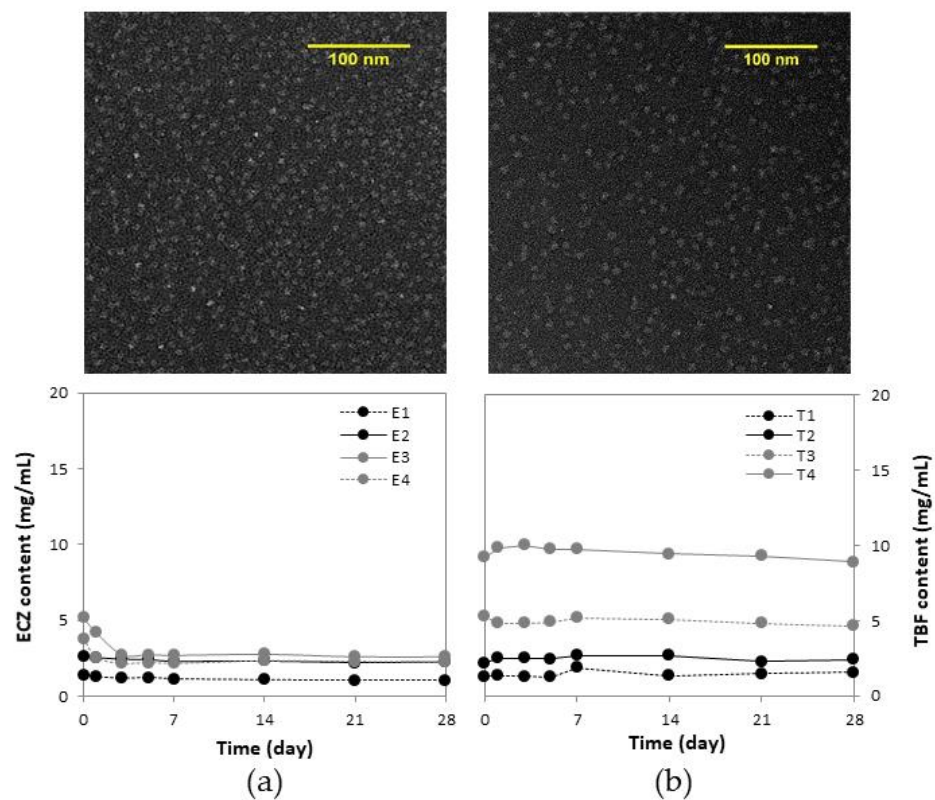 100 nm
100 nm
20
15
10
5
0
ECZ content (mg/mL)
E1
E2
E3
E4
0 7 14 21 28
Time (day)
(a)
T1
T2
T3
T4
20
15
10
5
0
TBF content (mg/mL)
0 7 14 21 28
Time (day)
(b)